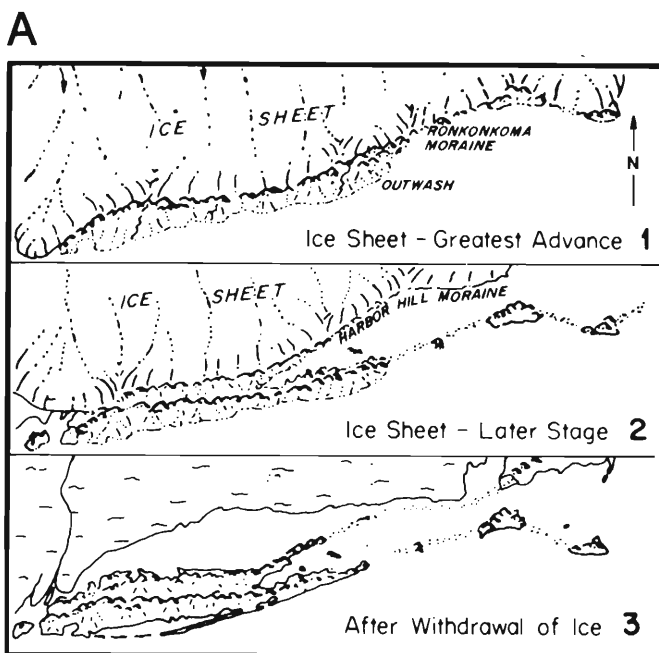 A
ICE SHEET
RONKONKOMA
MORAINE
N
OUTWASH
Ice Sheet - Greatest Advance 1
ICE SHEET
HARBOR HILL MORAINE
Ice Sheet - Later Stage 2
After Withdrawal of Ice 3